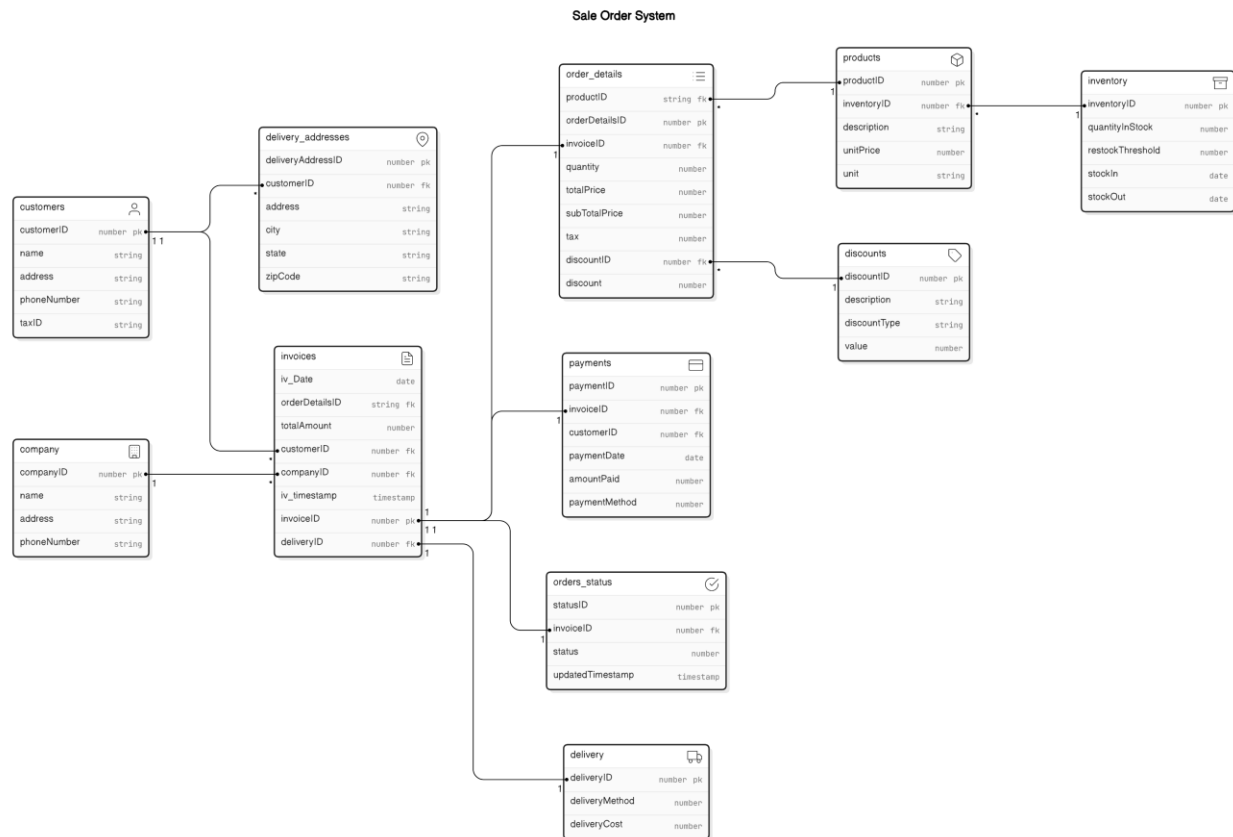 Sale Order System
customers
customerID number pk
name string
address string
phoneNumber string
taxID string
1 1
company
companyID number pk
name string
address string
phoneNumber string
1
delivery_addresses
deliveryAddressID number pk
customerID number fk
address string
city string
state string
zipCode string
*
invoices
iv_Date date
orderDetailsID string fk
totalAmount number
customerID number fk
companyID number fk
iv_timestamp timestamp
invoiceID number pk
deliveryID number fk
*
*
1
1 1
1
order_details
productID string fk
orderDetailsID number pk
invoiceID number fk
quantity number
totalPrice number
subTotalPrice number
tax number
discountID number fk
discount number
*
1
*
payments
paymentID number pk
invoiceID number fk
customerID number fk
paymentDate date
amountPaid number
paymentMethod number
1
orders_status
statusID number pk
invoiceID number fk
status number
updatedTimestamp timestamp
1
delivery
deliveryID number pk
deliveryMethod number
deliveryCost number
1
products
productID number pk
inventoryID number fk
description string
unitPrice number
unit string
1
*
discounts
discountID number pk
description string
discountType string
value number
1
inventory
inventoryID number pk
quantityInStock number
restockThreshold number
stockIn date
stockOut date
1